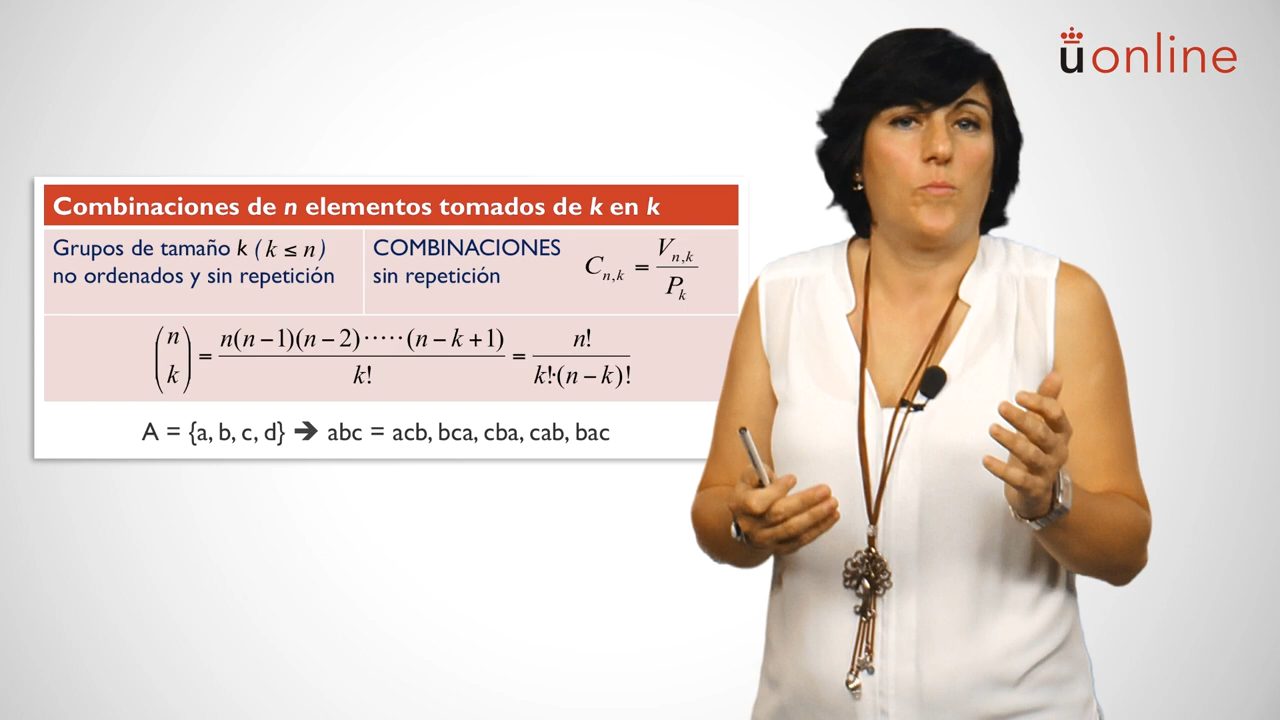 ü online
Combinaciones de n elementos tomados de k en k
Grupos de tamaño k ( k ≤ n )
no ordenados y sin repetición
COMBINACIONES
sin repetición
C_{n,k} = V_{n,k} / P_k
(n k) = n(n−1)(n−2)·····(n−k+1) / k! = n! / k!·(n−k)!
A = {a, b, c, d} ➔ abc = acb, bca, cba, cab, bac